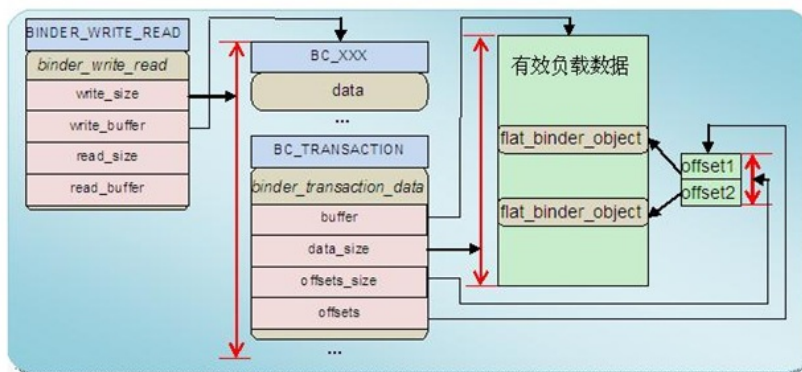 BINDER_WRITE_READ
binder_write_read
write_size
write_buffer
read_size
read_buffer
BC_XXX
data
...
BC_TRANSACTION
binder_transaction_data
buffer
data_size
offsets_size
offsets
...
有效负载数据
flat_binder_object
flat_binder_object
offset1
offset2